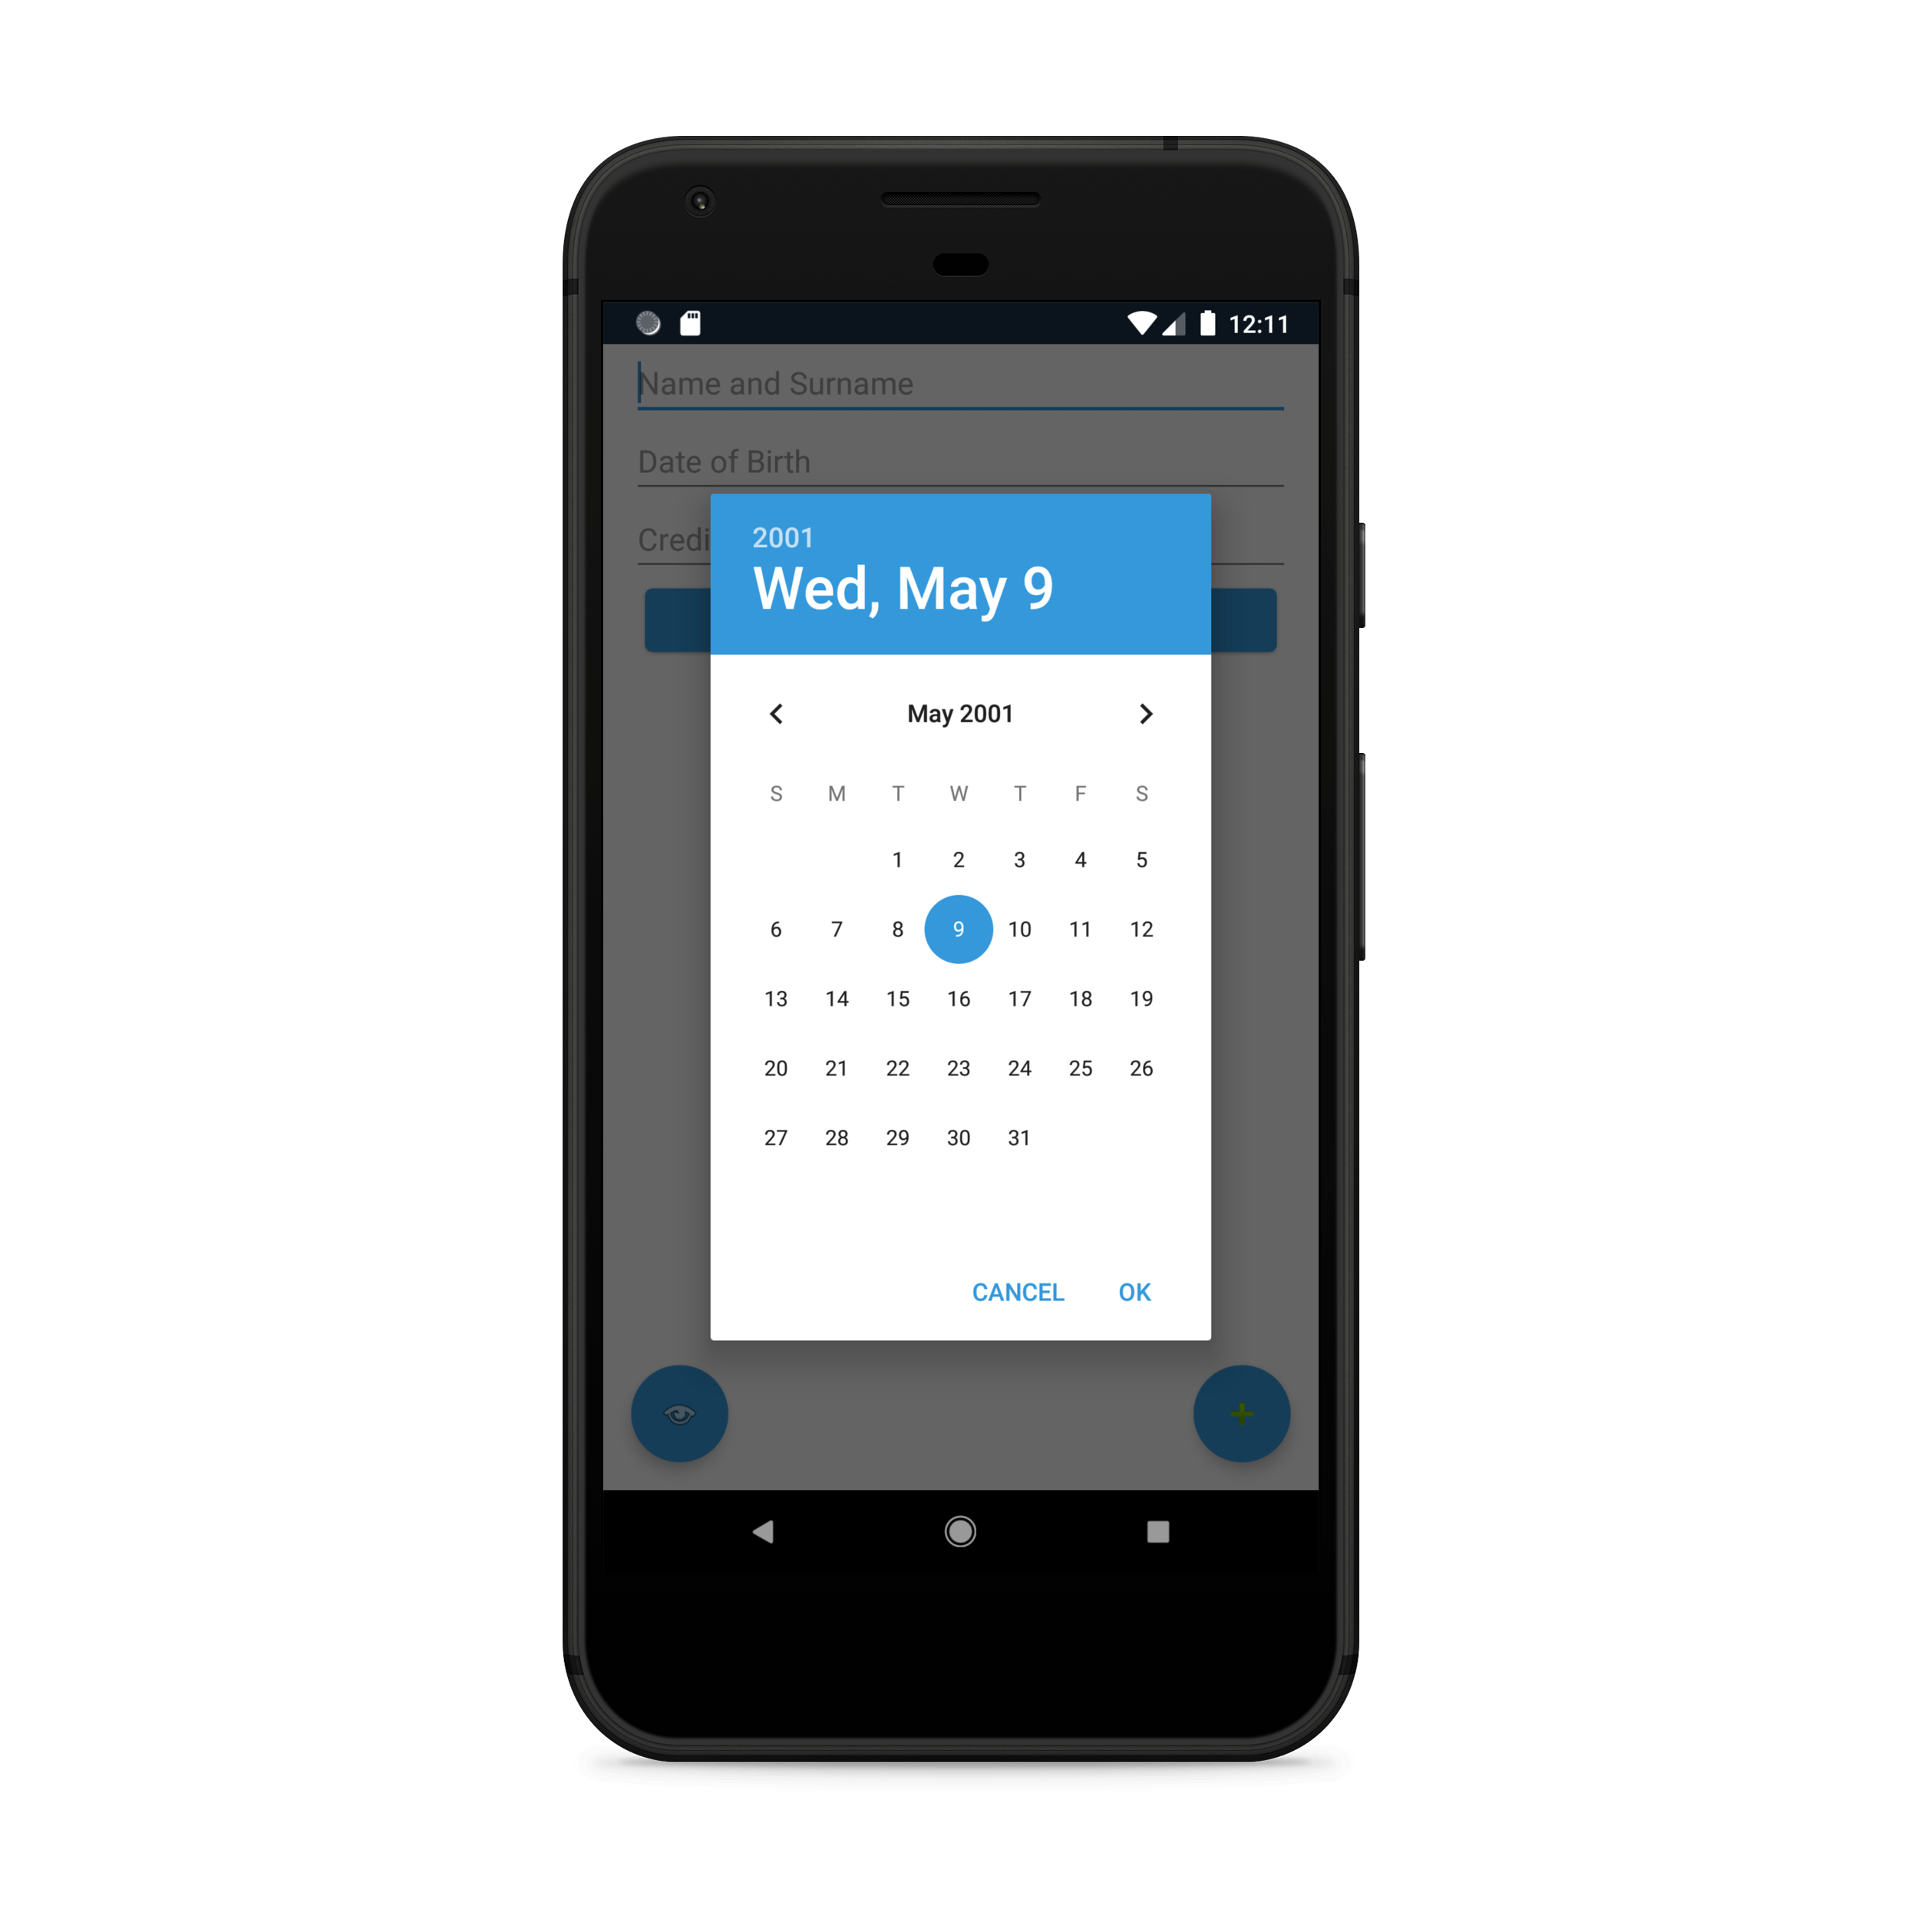 12:11
Name and Surname
Date of Birth
Credi
2001
Wed, May 9
May 2001
S M T W T F S
1 2 3 4 5
6 7 8 9 10 11 12
13 14 15 16 17 18 19
20 21 22 23 24 25 26
27 28 29 30 31
CANCEL OK